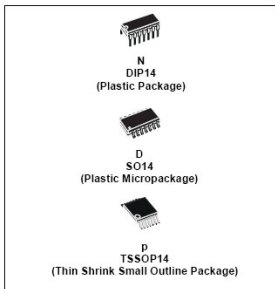 N
DIP14
(Plastic Package)
D
SO14
(Plastic Micropackage)
P
TSSOP14
(Thin Shrink Small Outline Package)